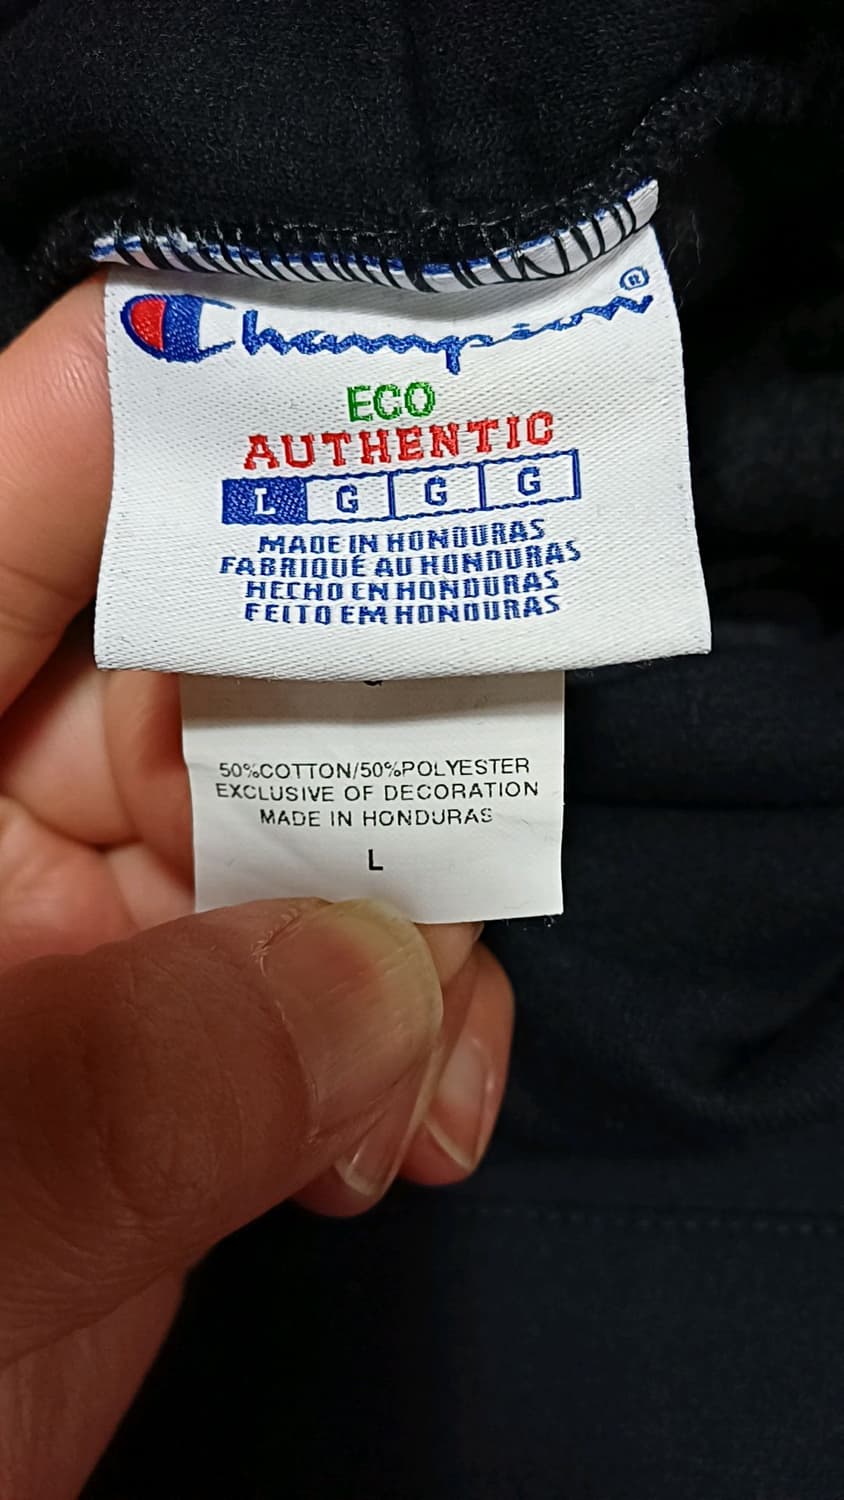 Champion®
ECO
AUTHENTIC
L G G G
MADE IN HONDURAS
FABRIQUÉ AU HONDURAS
HECHO EN HONDURAS
FEITO EM HONDURAS
50%COTTON/50%POLYESTER
EXCLUSIVE OF DECORATION
MADE IN HONDURAS
L